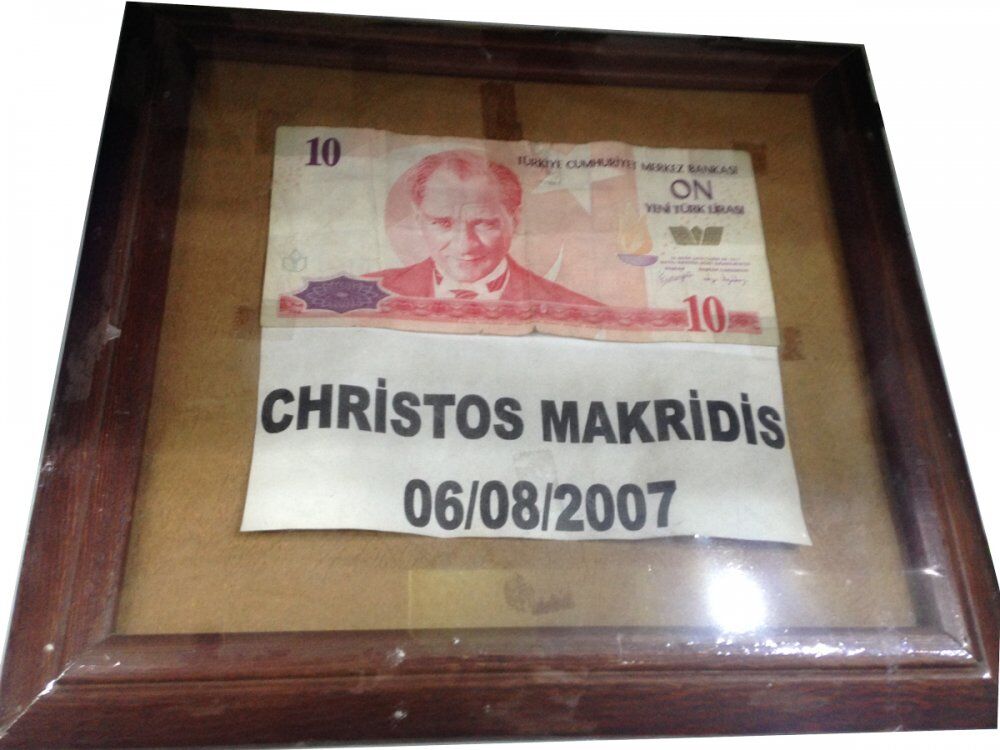 10
TÜRKİYE CUMHURİYET MERKEZ BANKASI
ON
YENİ TÜRK LİRASI
10
CHRİSTOS MAKRİDİS
06/08/2007